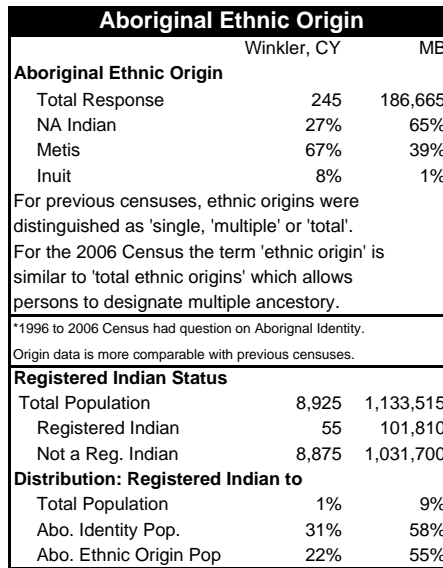 Aboriginal Ethnic Origin
Winkler, CY MB
Aboriginal Ethnic Origin
Total Response 245 186,665
NA Indian 27% 65%
Metis 67% 39%
Inuit 8% 1%
For previous censuses, ethnic origins were
distinguished as 'single, 'multiple' or 'total'.
For the 2006 Census the term 'ethnic origin' is
similar to 'total ethnic origins' which allows
persons to designate multiple ancestory.
*1996 to 2006 Census had question on Aborignal Identity.
Origin data is more comparable with previous censuses.
Registered Indian Status
Total Population 8,925 1,133,515
Registered Indian 55 101,810
Not a Reg. Indian 8,875 1,031,700
Distribution: Registered Indian to
Total Population 1% 9%
Abo. Identity Pop. 31% 58%
Abo. Ethnic Origin Pop 22% 55%